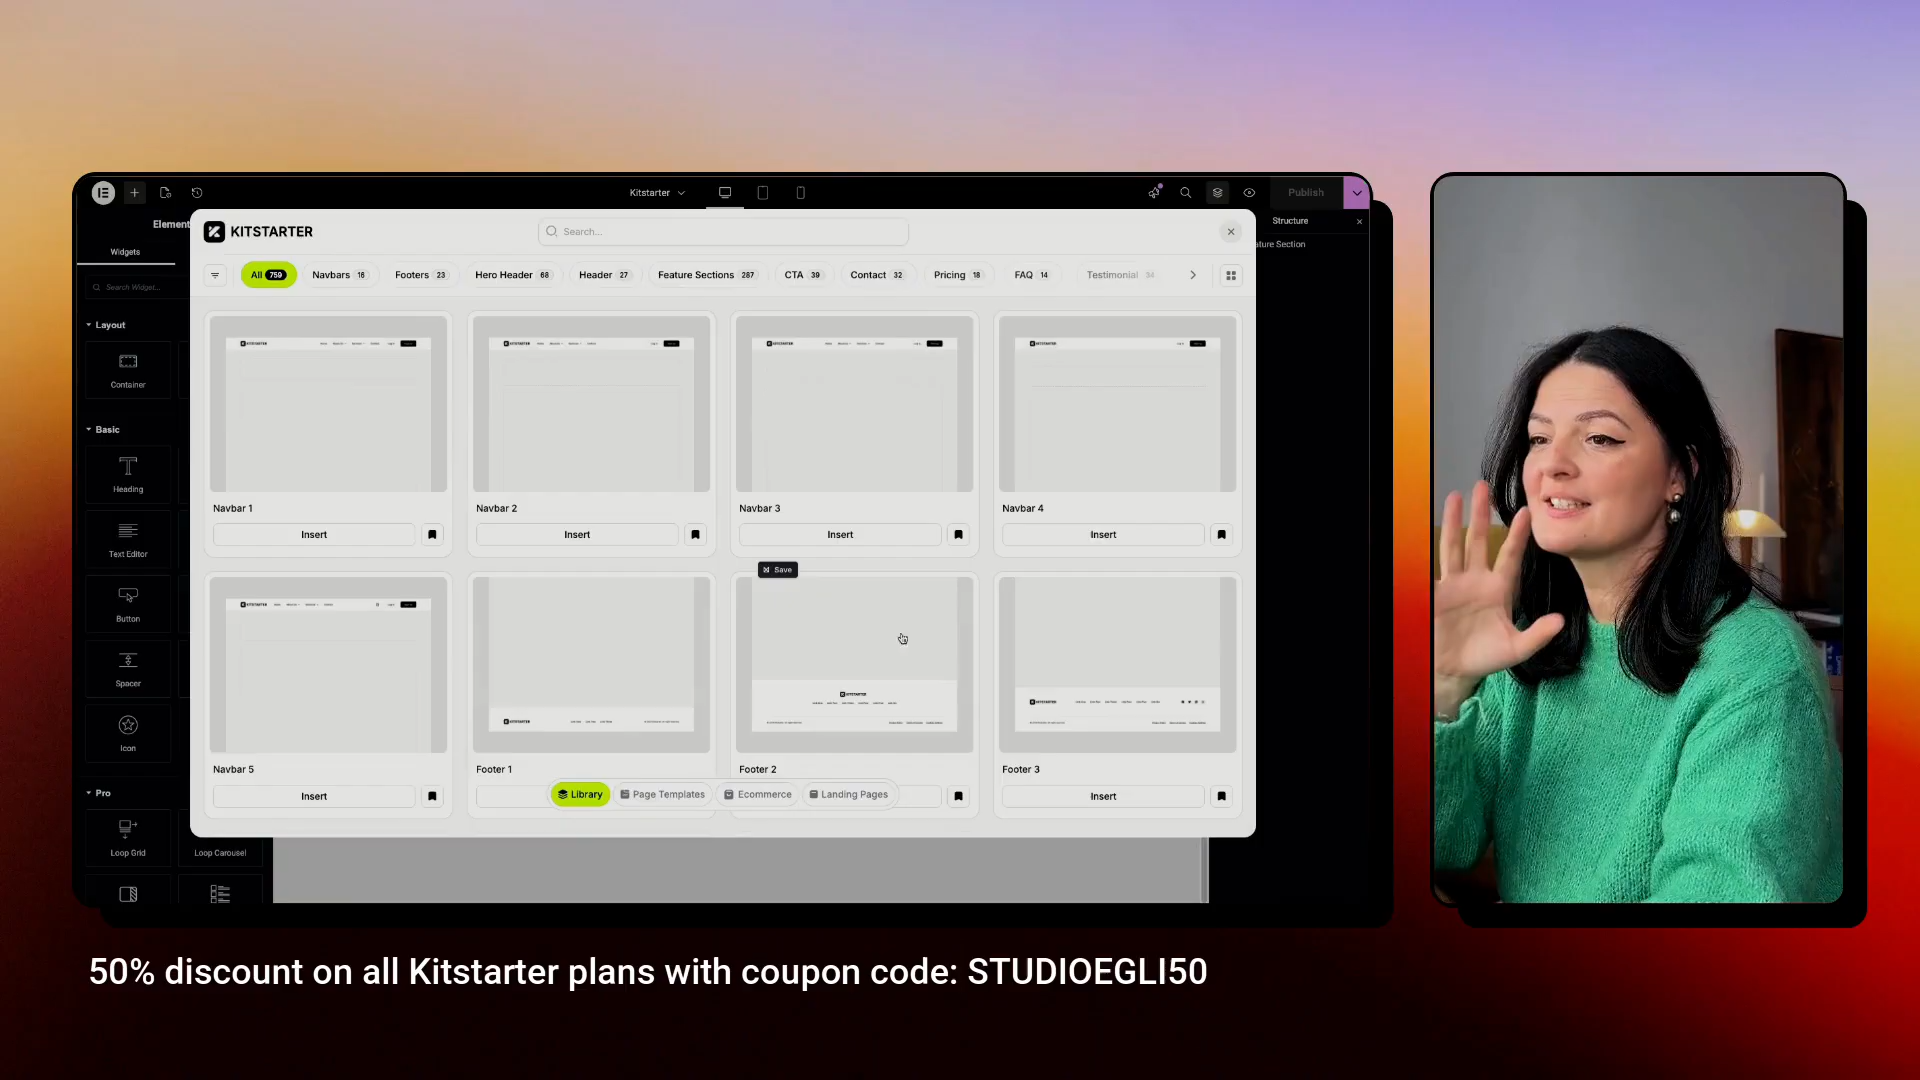 Kitstarter
Publish
Elements
Structure
Widgets
Search Widget...
Layout
Container
Basic
Heading
Text Editor
Button
Spacer
Icon
Pro
Loop Grid
Loop Carousel
KITSTARTER
Search...
All 759
Navbars 16
Footers 23
Hero Header 68
Header 27
Feature Sections 287
CTA 39
Contact 32
Pricing 18
FAQ 14
Testimonial
Navbar 1
Navbar 2
Navbar 3
Navbar 4
Insert
Insert
Insert
Insert
Save
Navbar 5
Footer 1
Footer 2
Footer 3
Insert
Insert
Library
Page Templates
Ecommerce
Landing Pages
50% discount on all Kitstarter plans with coupon code: STUDIOEGLI50